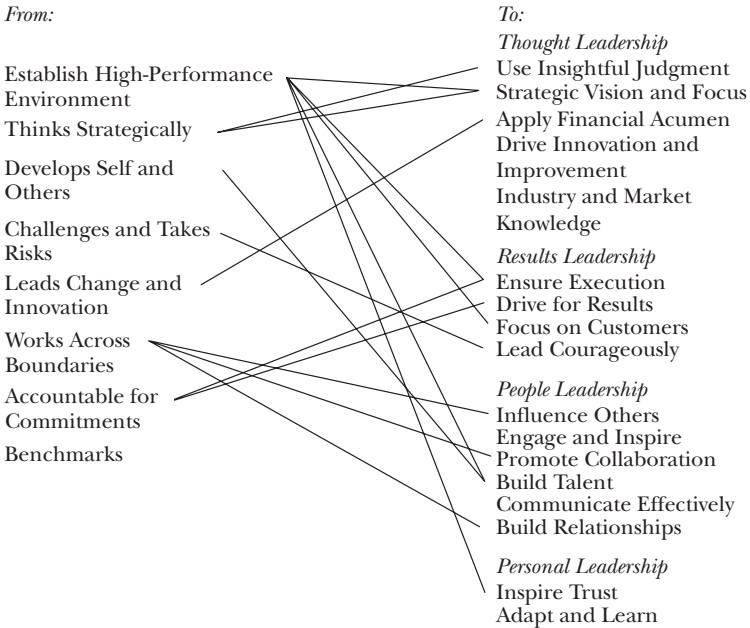 From:
Establish High-Performance
Environment
Thinks Strategically
Develops Self and
Others
Challenges and Takes
Risks
Leads Change and
Innovation
Works Across
Boundaries
Accountable for
Commitments
Benchmarks
To:
Thought Leadership
Use Insightful Judgment
Strategic Vision and Focus
Apply Financial Acumen
Drive Innovation and
Improvement
Industry and Market
Knowledge
Results Leadership
Ensure Execution
Drive for Results
Focus on Customers
Lead Courageously
People Leadership
Influence Others
Engage and Inspire
Promote Collaboration
Build Talent
Communicate Effectively
Build Relationships
Personal Leadership
Inspire Trust
Adapt and Learn